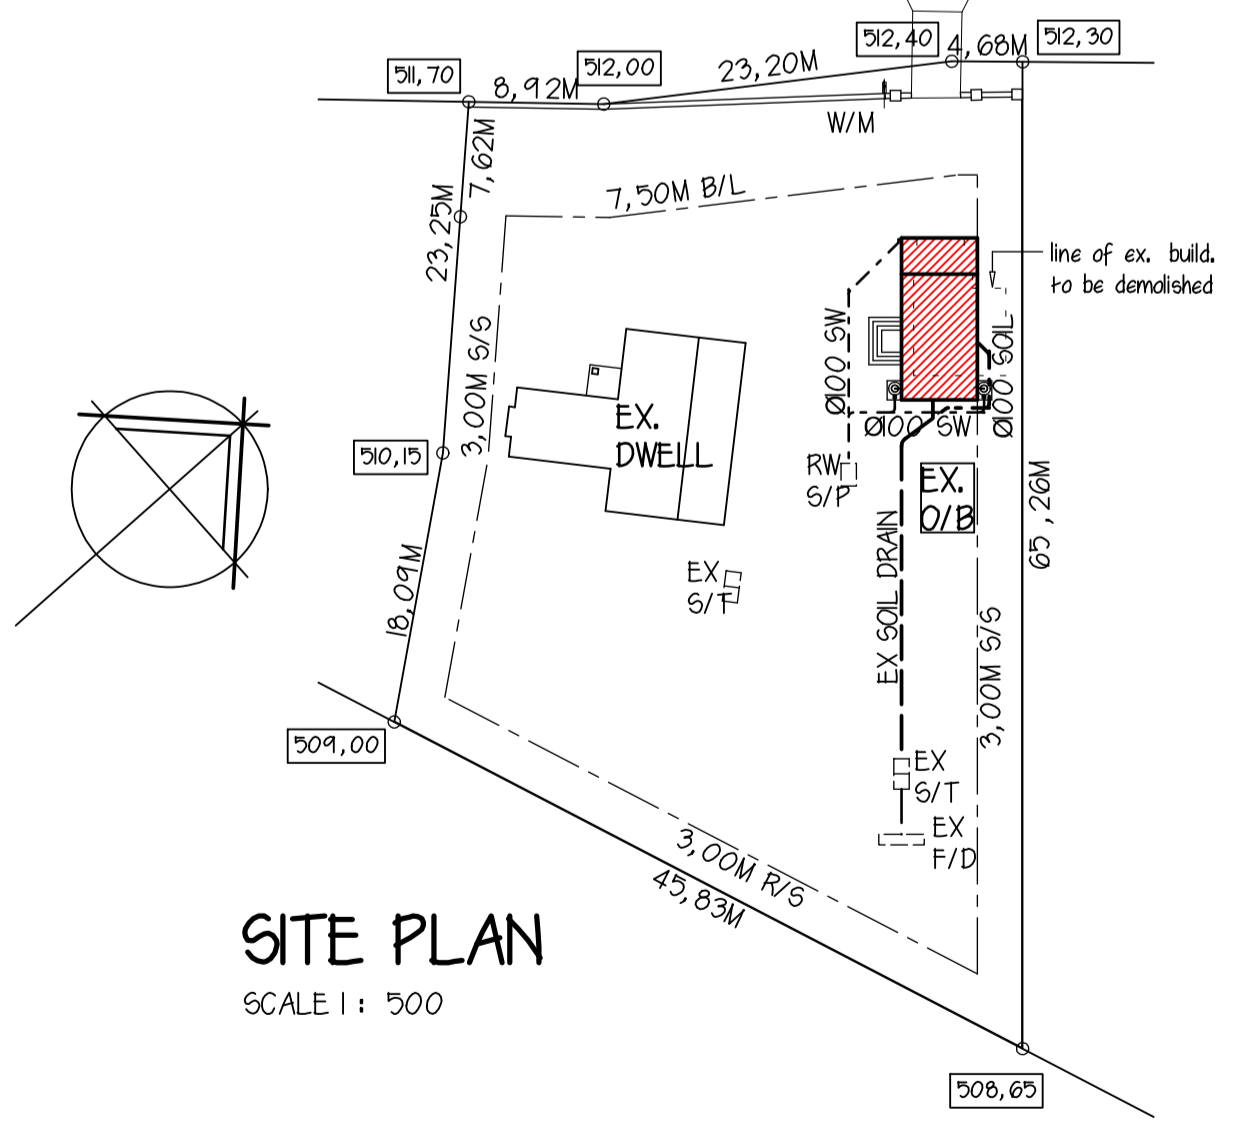 512,40
4,68M
512,30
511,70
8,92M
512,00
23,20M
W/M
7,62M
23,25M
7,50M B/L
line of ex. build.
to be demolished
3,00M S/S
Ø100 SW
Ø100 SOIL
Ø100 SW
EX.
DWELL
510,15
RW
S/P
EX.
O/B
65,26M
EX
S/T
18,09M
EX SOIL DRAIN
3,00M S/S
509,00
EX
S/T
EX
F/D
3,00M R/S
45,83M
SITE PLAN
SCALE 1: 500
508,65